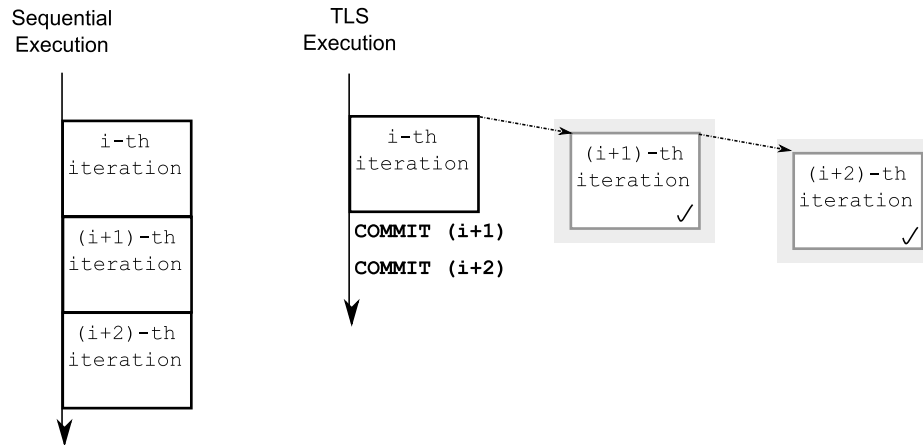 Sequential
Execution
i-th
iteration
(i+1)-th
iteration
(i+2)-th
iteration
TLS
Execution
i-th
iteration
COMMIT (i+1)
COMMIT (i+2)
(i+1)-th
iteration
✓
(i+2)-th
iteration
✓